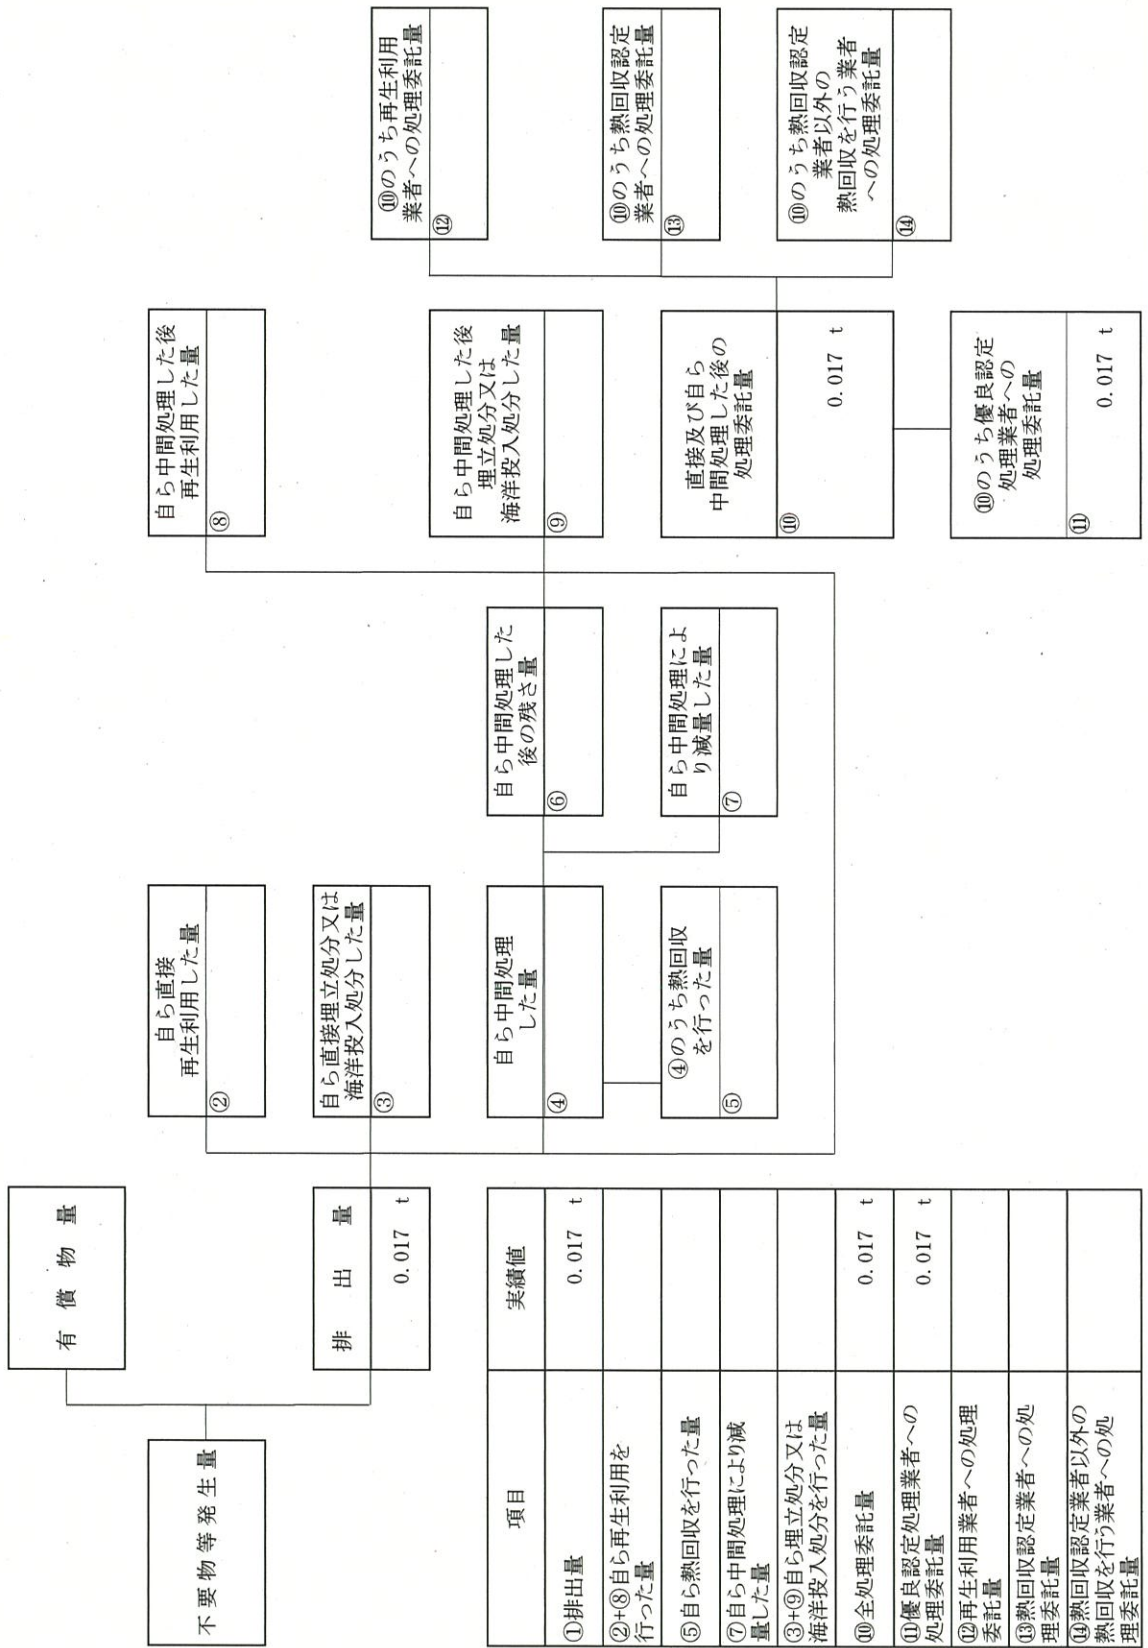 不要物等発生量
有償物量
排出量
0.017 t
自ら直接
再生利用した量
②
自ら直接埋立処分又は
海洋投入処分した量
③
自ら中間処理
した量
④
④のうち熱回収
を行った量
⑤
自ら中間処理した
後の残さ量
⑥
自ら中間処理によ
り減量した量
⑦
自ら中間処理した後
再生利用した量
⑧
自ら中間処理した後
埋立処分又は
海洋投入処分した量
⑨
直接及び自ら
中間処理した後の
処理委託量
⑩
0.017 t
⑩のうち優良認定
処理業者への
処理委託量
⑪
0.017 t
⑩のうち再生利用
業者への処理委託量
⑫
⑩のうち熱回収認定
業者への処理委託量
⑬
⑩のうち熱回収認定
業者以外の
熱回収を行う業者
への処理委託量
⑭
項目 実績値
①排出量 0.017 t
②+⑧自ら再生利用を
行った量
⑤自ら熱回収を行った量
⑦自ら中間処理により減
量した量
③+⑨自ら埋立処分又は
海洋投入処分を行った量
⑩全処理委託量 0.017 t
⑪優良認定処理業者への
処理委託量 0.017 t
⑫再生利用業者への処理
委託量
⑬熱回収認定業者への処
理委託量
⑭熱回収認定業者以外の
熱回収を行う業者への処
理委託量